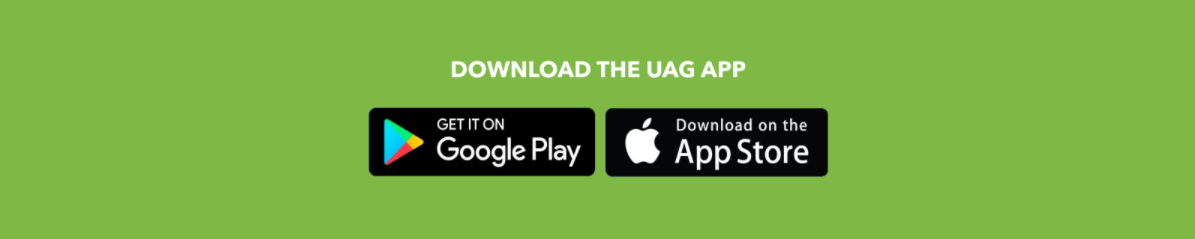 DOWNLOAD THE UAG APP
GET IT ON
Google Play
Download on the
App Store